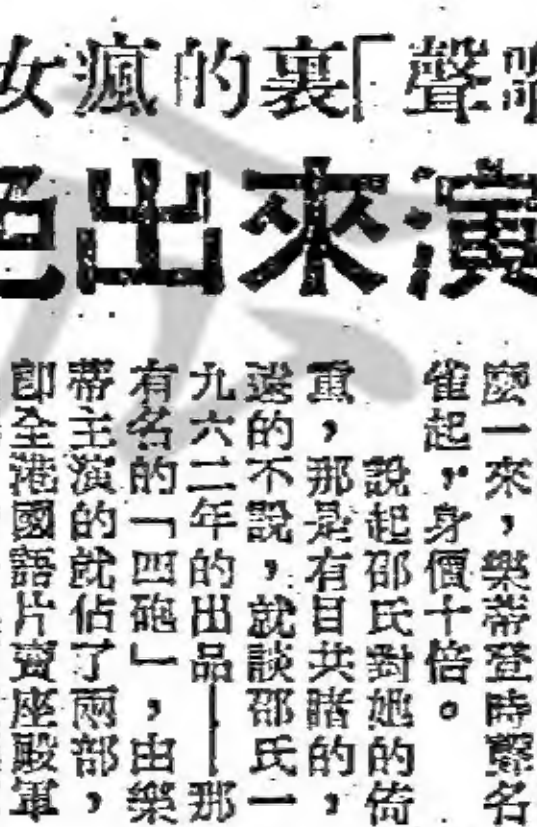 聲「裏的瘋女
演來出色
麼一來，樂蒂登時聲名
雀起，身價十倍。
說起邵氏對她的倚
重，那是有目共睹的，
遠的不說，就談邵氏一
九六二年的出品——那
有名的「四砲」，由樂
蒂主演的就佔了兩部，
卽全港國語片賣座殿軍